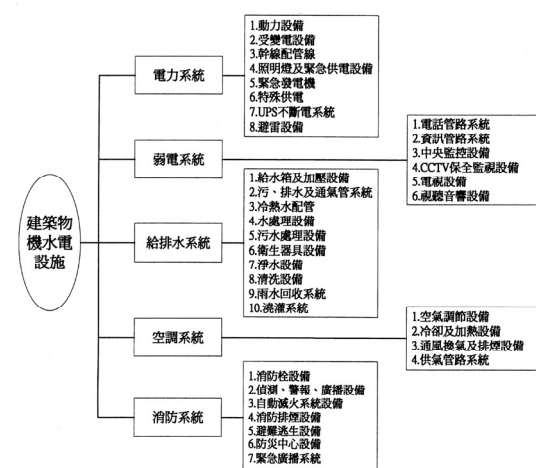 建築物
機水電
設施
電力系統
1.動力設備
2.受變電設備
3.幹線配管線
4.照明燈及緊急供電設備
5.緊急發電機
6.特殊供電
7.UPS不斷電系統
8.避雷設備
弱電系統
1.電話管路系統
2.資訊管路系統
3.中央監控設備
4.CCTV保全監視設備
5.電視設備
6.視聽音響設備
給排水系統
1.給水箱及加壓設備
2.污、排水及通氣管系統
3.冷熱水配管
4.水處理設備
5.污水處理設備
6.衛生器具設備
7.淨水設備
8.清洗設備
9.雨水回收系統
10.澆灌系統
空調系統
1.空氣調節設備
2.冷卻及加熱設備
3.通風換氣及排煙設備
4.供氣管路系統
消防系統
1.消防栓設備
2.偵測、警報、廣播設備
3.自動滅火系統設備
4.消防排煙設備
5.避難逃生設備
6.防災中心設備
7.緊急廣播系統